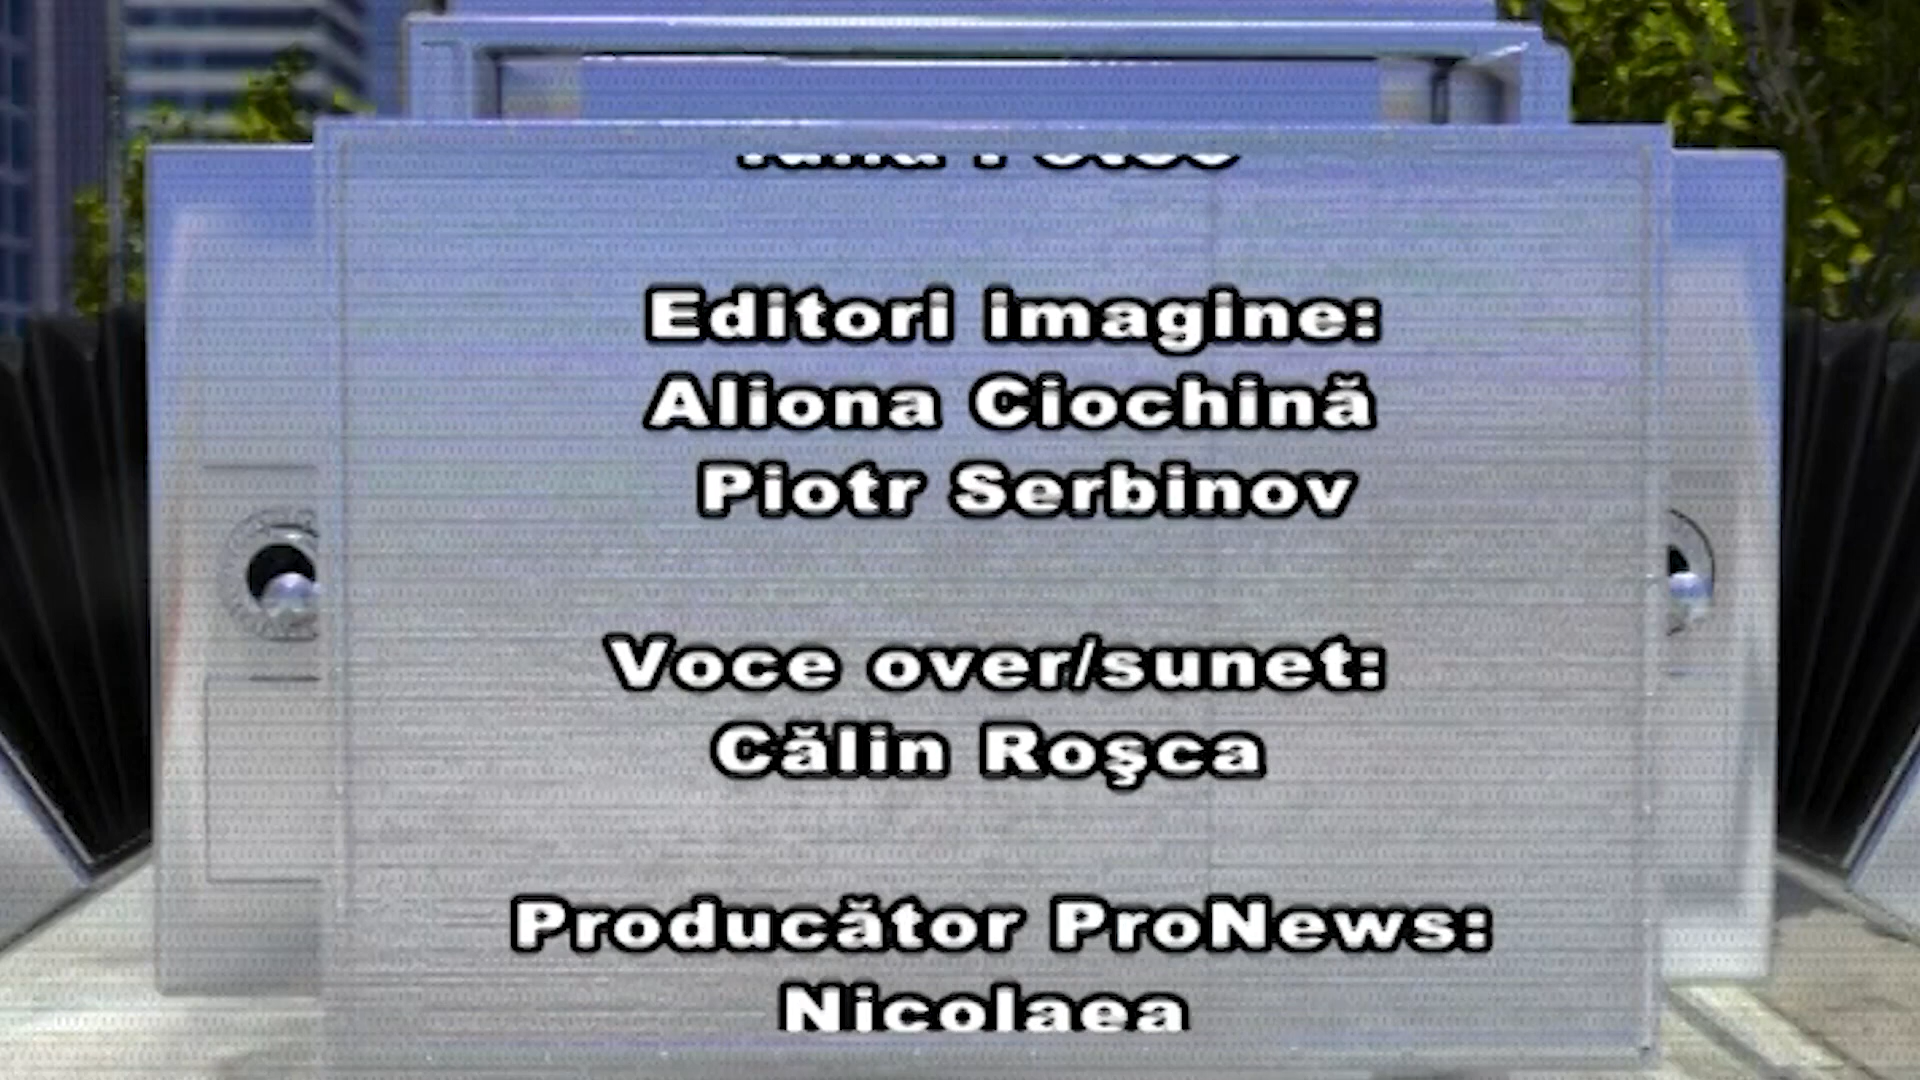 Editori imagine:
Aliona Ciochină
Piotr Serbinov
Voce over/sunet:
Călin Roşca
Producător ProNews:
Nicolaea